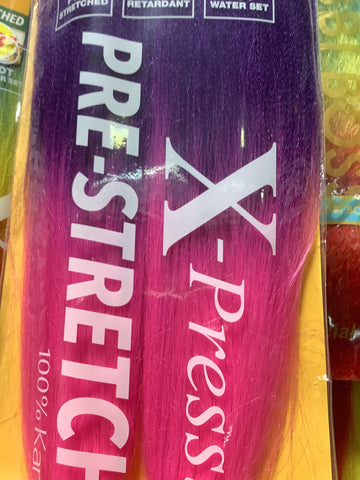 STRETCHED
RETARDANT
WATER SET
X-Press
PRE-STRETCH
100% Kan